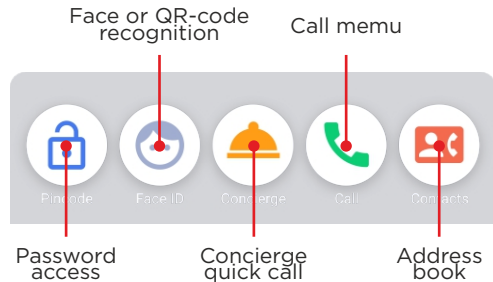 Face or QR-code
recognition
Call memu
Pincode
Face ID
Concierge
Call
Contacts
Password
access
Concierge
quick call
Address
book